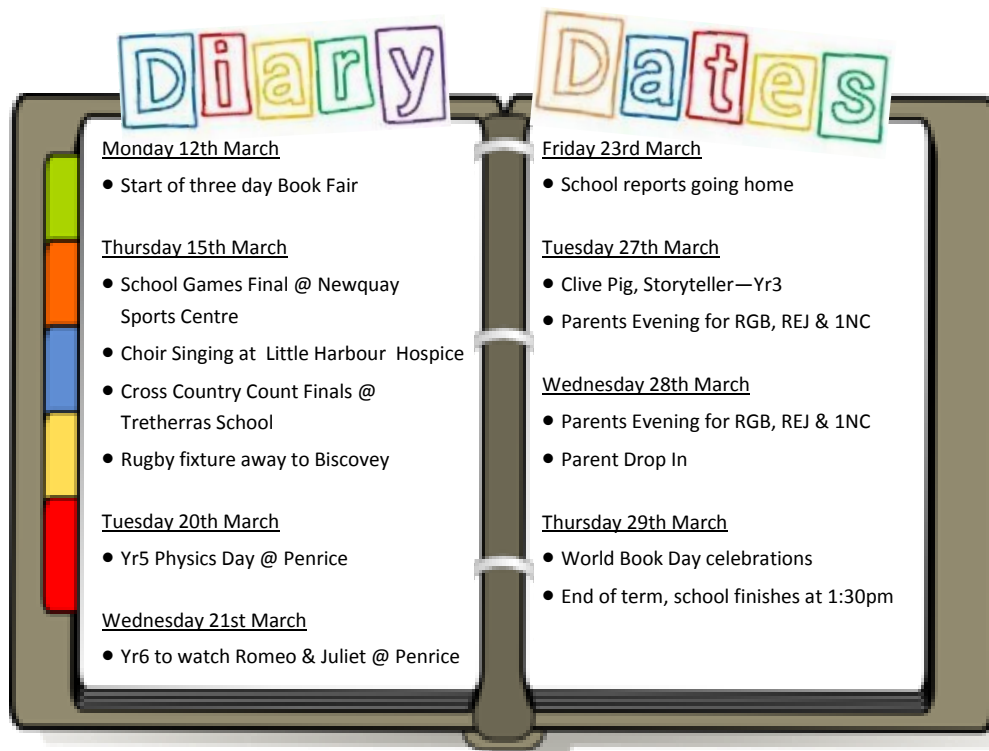 Diary Dates
Monday 12th March
• Start of three day Book Fair
Thursday 15th March
• School Games Final @ Newquay
Sports Centre
• Choir Singing at Little Harbour Hospice
• Cross Country Count Finals @
Tretherras School
• Rugby fixture away to Biscovey
Tuesday 20th March
• Yr5 Physics Day @ Penrice
Wednesday 21st March
• Yr6 to watch Romeo & Juliet @ Penrice
Friday 23rd March
• School reports going home
Tuesday 27th March
• Clive Pig, Storyteller—Yr3
• Parents Evening for RGB, REJ & 1NC
Wednesday 28th March
• Parents Evening for RGB, REJ & 1NC
• Parent Drop In
Thursday 29th March
• World Book Day celebrations
• End of term, school finishes at 1:30pm